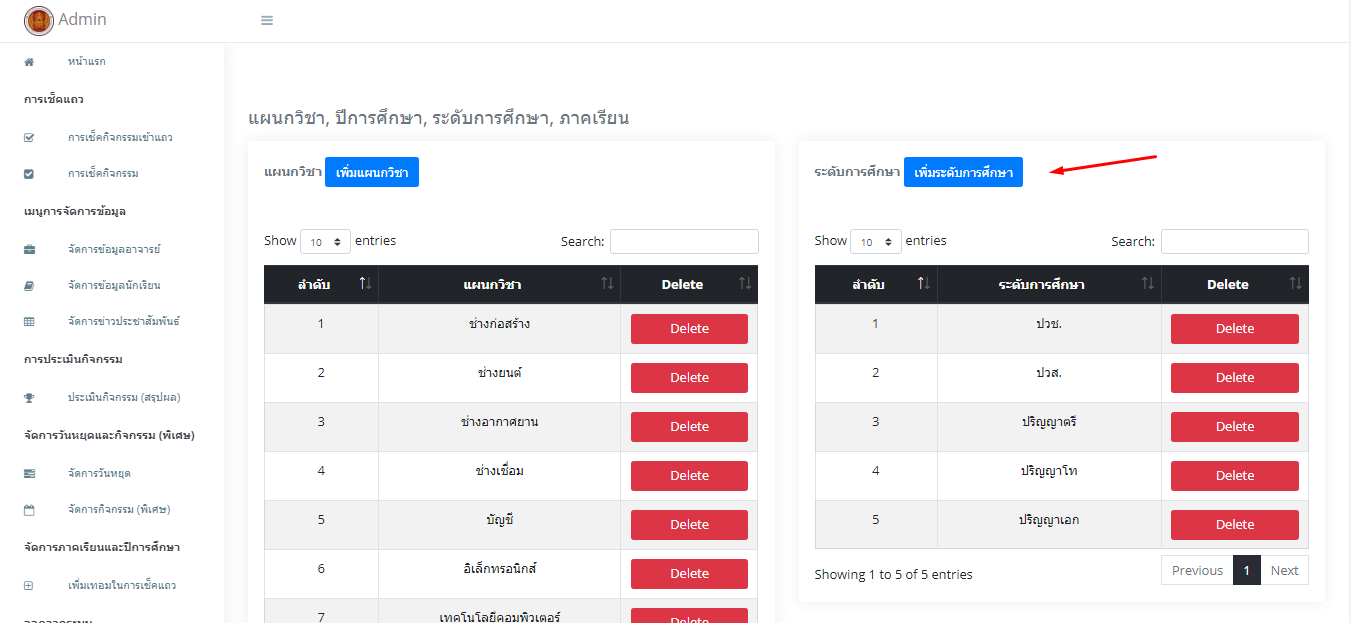 Admin
หน้าแรก
การเช็คแถว
การเช็คกิจกรรมเข้าแถว
การเช็คกิจกรรม
เมนูการจัดการข้อมูล
จัดการข้อมูลอาจารย์
จัดการข้อมูลนักเรียน
จัดการข่าวประชาสัมพันธ์
การประเมินกิจกรรม
ประเมินกิจกรรม (สรุปผล)
จัดการวันหยุดและกิจกรรม (พิเศษ)
จัดการวันหยุด
จัดการกิจกรรม (พิเศษ)
จัดการภาคเรียนและปีการศึกษา
เพิ่มเทอมในการเช็คแถว
แผนกวิชา, ปีการศึกษา, ระดับการศึกษา, ภาคเรียน
แผนกวิชา เพิ่มแผนกวิชา
Show 10 entries Search:
ลำดับ แผนกวิชา Delete
1 ช่างก่อสร้าง Delete
2 ช่างยนต์ Delete
3 ช่างอากาศยาน Delete
4 ช่างเชื่อม Delete
5 บัญชี Delete
6 อิเล็กทรอนิกส์ Delete
7 เทคโนโลยีคอมพิวเตอร์ Delete
ระดับการศึกษา เพิ่มระดับการศึกษา
Show 10 entries Search:
ลำดับ ระดับการศึกษา Delete
1 ปวช. Delete
2 ปวส. Delete
3 ปริญญาตรี Delete
4 ปริญญาโท Delete
5 ปริญญาเอก Delete
Showing 1 to 5 of 5 entries Previous 1 Next